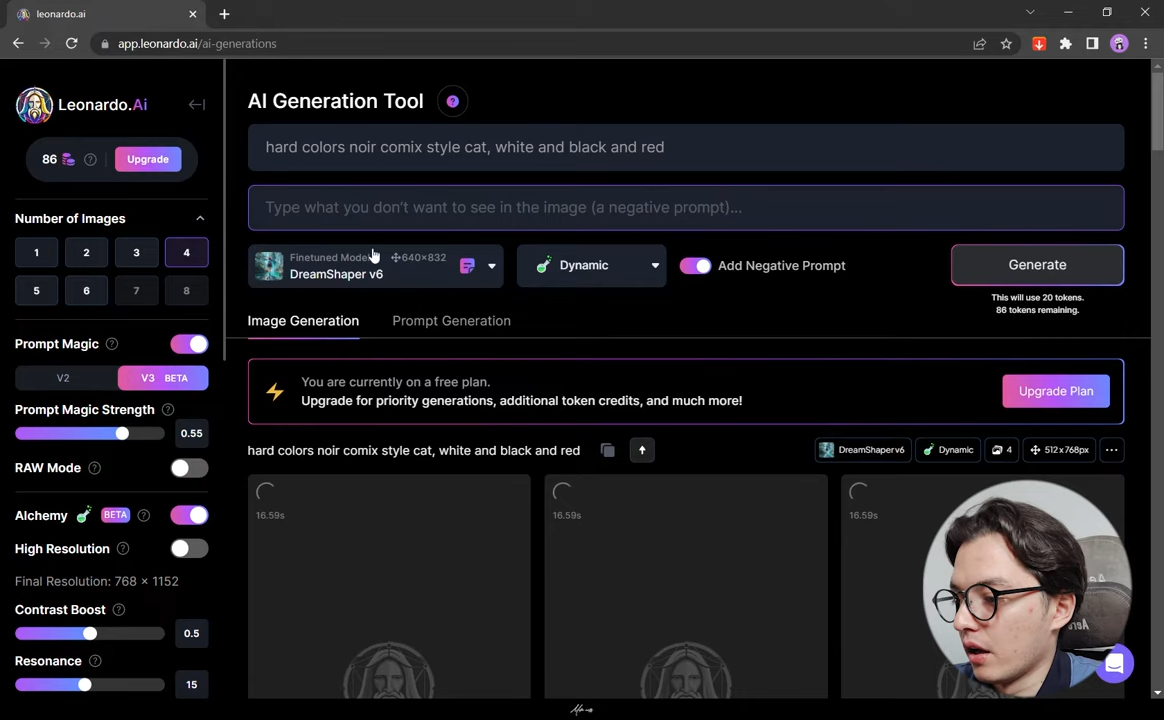 leonardo.ai
app.leonardo.ai/ai-generations
Leonardo.Ai
86
Upgrade
Number of Images
1 2 3 4
5 6 7 8
Prompt Magic
V2 V3 BETA
Prompt Magic Strength
0.55
RAW Mode
Alchemy BETA
High Resolution
Final Resolution: 768 × 1152
Contrast Boost
0.5
Resonance
15
AI Generation Tool
hard colors noir comix style cat, white and black and red
Type what you don't want to see in the image (a negative prompt)...
Finetuned Model 640×832
DreamShaper v6
Dynamic
Add Negative Prompt
Generate
This will use 20 tokens.
86 tokens remaining.
Image Generation Prompt Generation
You are currently on a free plan.
Upgrade for priority generations, additional token credits, and much more!
Upgrade Plan
hard colors noir comix style cat, white and black and red
DreamShaper v6 Dynamic 4 512x768px
16.59s 16.59s 16.59s